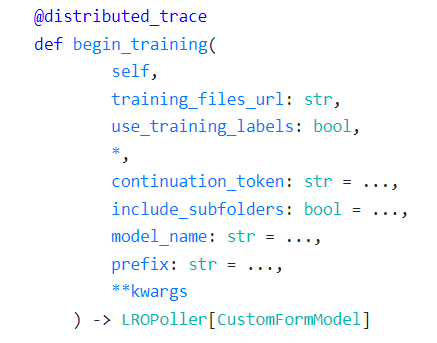 @distributed_trace
def begin_training(
self,
training_files_url: str,
use_training_labels: bool,
*,
continuation_token: str = ...,
include_subfolders: bool = ...,
model_name: str = ...,
prefix: str = ...,
**kwargs
) -> LROPoller[CustomFormModel]